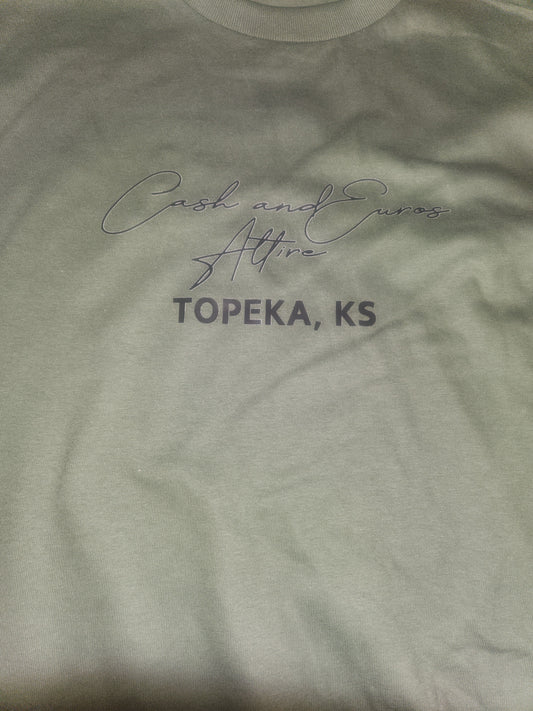 Cash and Euros
Attire
TOPEKA, KS